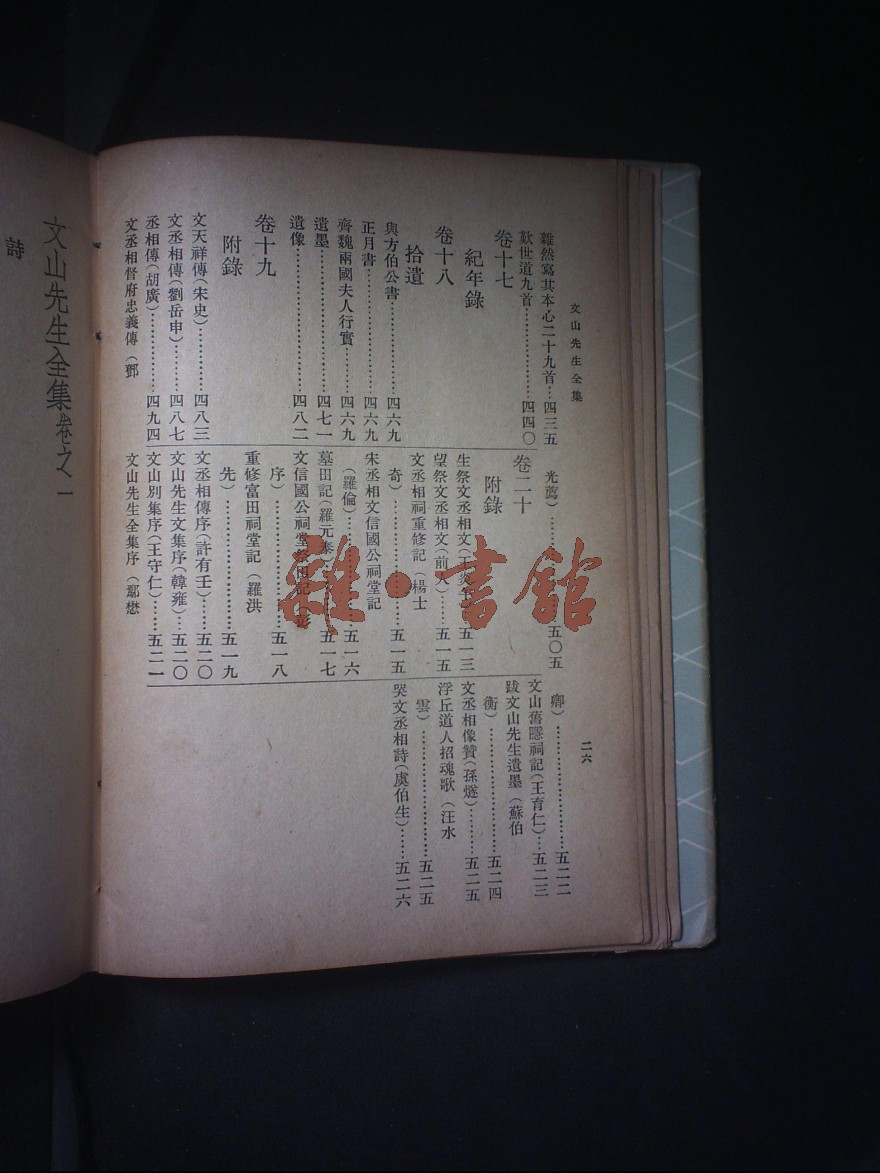 文山先生全集
二六
雜然寫其本心二十九首…四三五
歎世道九首…………四四〇
卷十七
紀年錄
卷十八
拾遺
與方伯公書…………四六九
正月書…………四六九
齊魏兩國夫人行實……四六九
遺墨…………四七一
遺像…………四八二
卷十九
附錄
文天祥傳(宋史)…………四八三
文丞相傳(劉岳申)……四八七
丞相傳(胡廣)…………四九四
文丞相督府忠義傳(鄧
光薦)…………五〇五
卷二十
附錄
生祭文丞相文(王炎午)……五一三
望祭文丞相文(前人)……五一五
文丞相祠重修記(楊士
奇)…………五一五
宋丞相文信國公祠堂記
(羅倫)…………五一六
墓田記(羅元泰)……五一七
文信國公祠堂祭田記(彭
序)…………五一八
重修富田祠堂記(羅洪
先)…………五一九
文丞相傳序(許有壬)……五二〇
文山先生文集序(韓雍)……五二〇
文山別集序(王守仁)……五二一
文山先生全集序(鄢懋
卿)…………五二二
文山舊隱祠記(王育仁)……五二三
跋文山先生遺墨(蘇伯
衡)…………五二四
文丞相像贊(孫燧)……五二五
浮丘道人招魂歌(汪水
雲)…………五二五
哭文丞相詩(虞伯生)……五二六
文山先生全集卷之一
詩
雜·書館